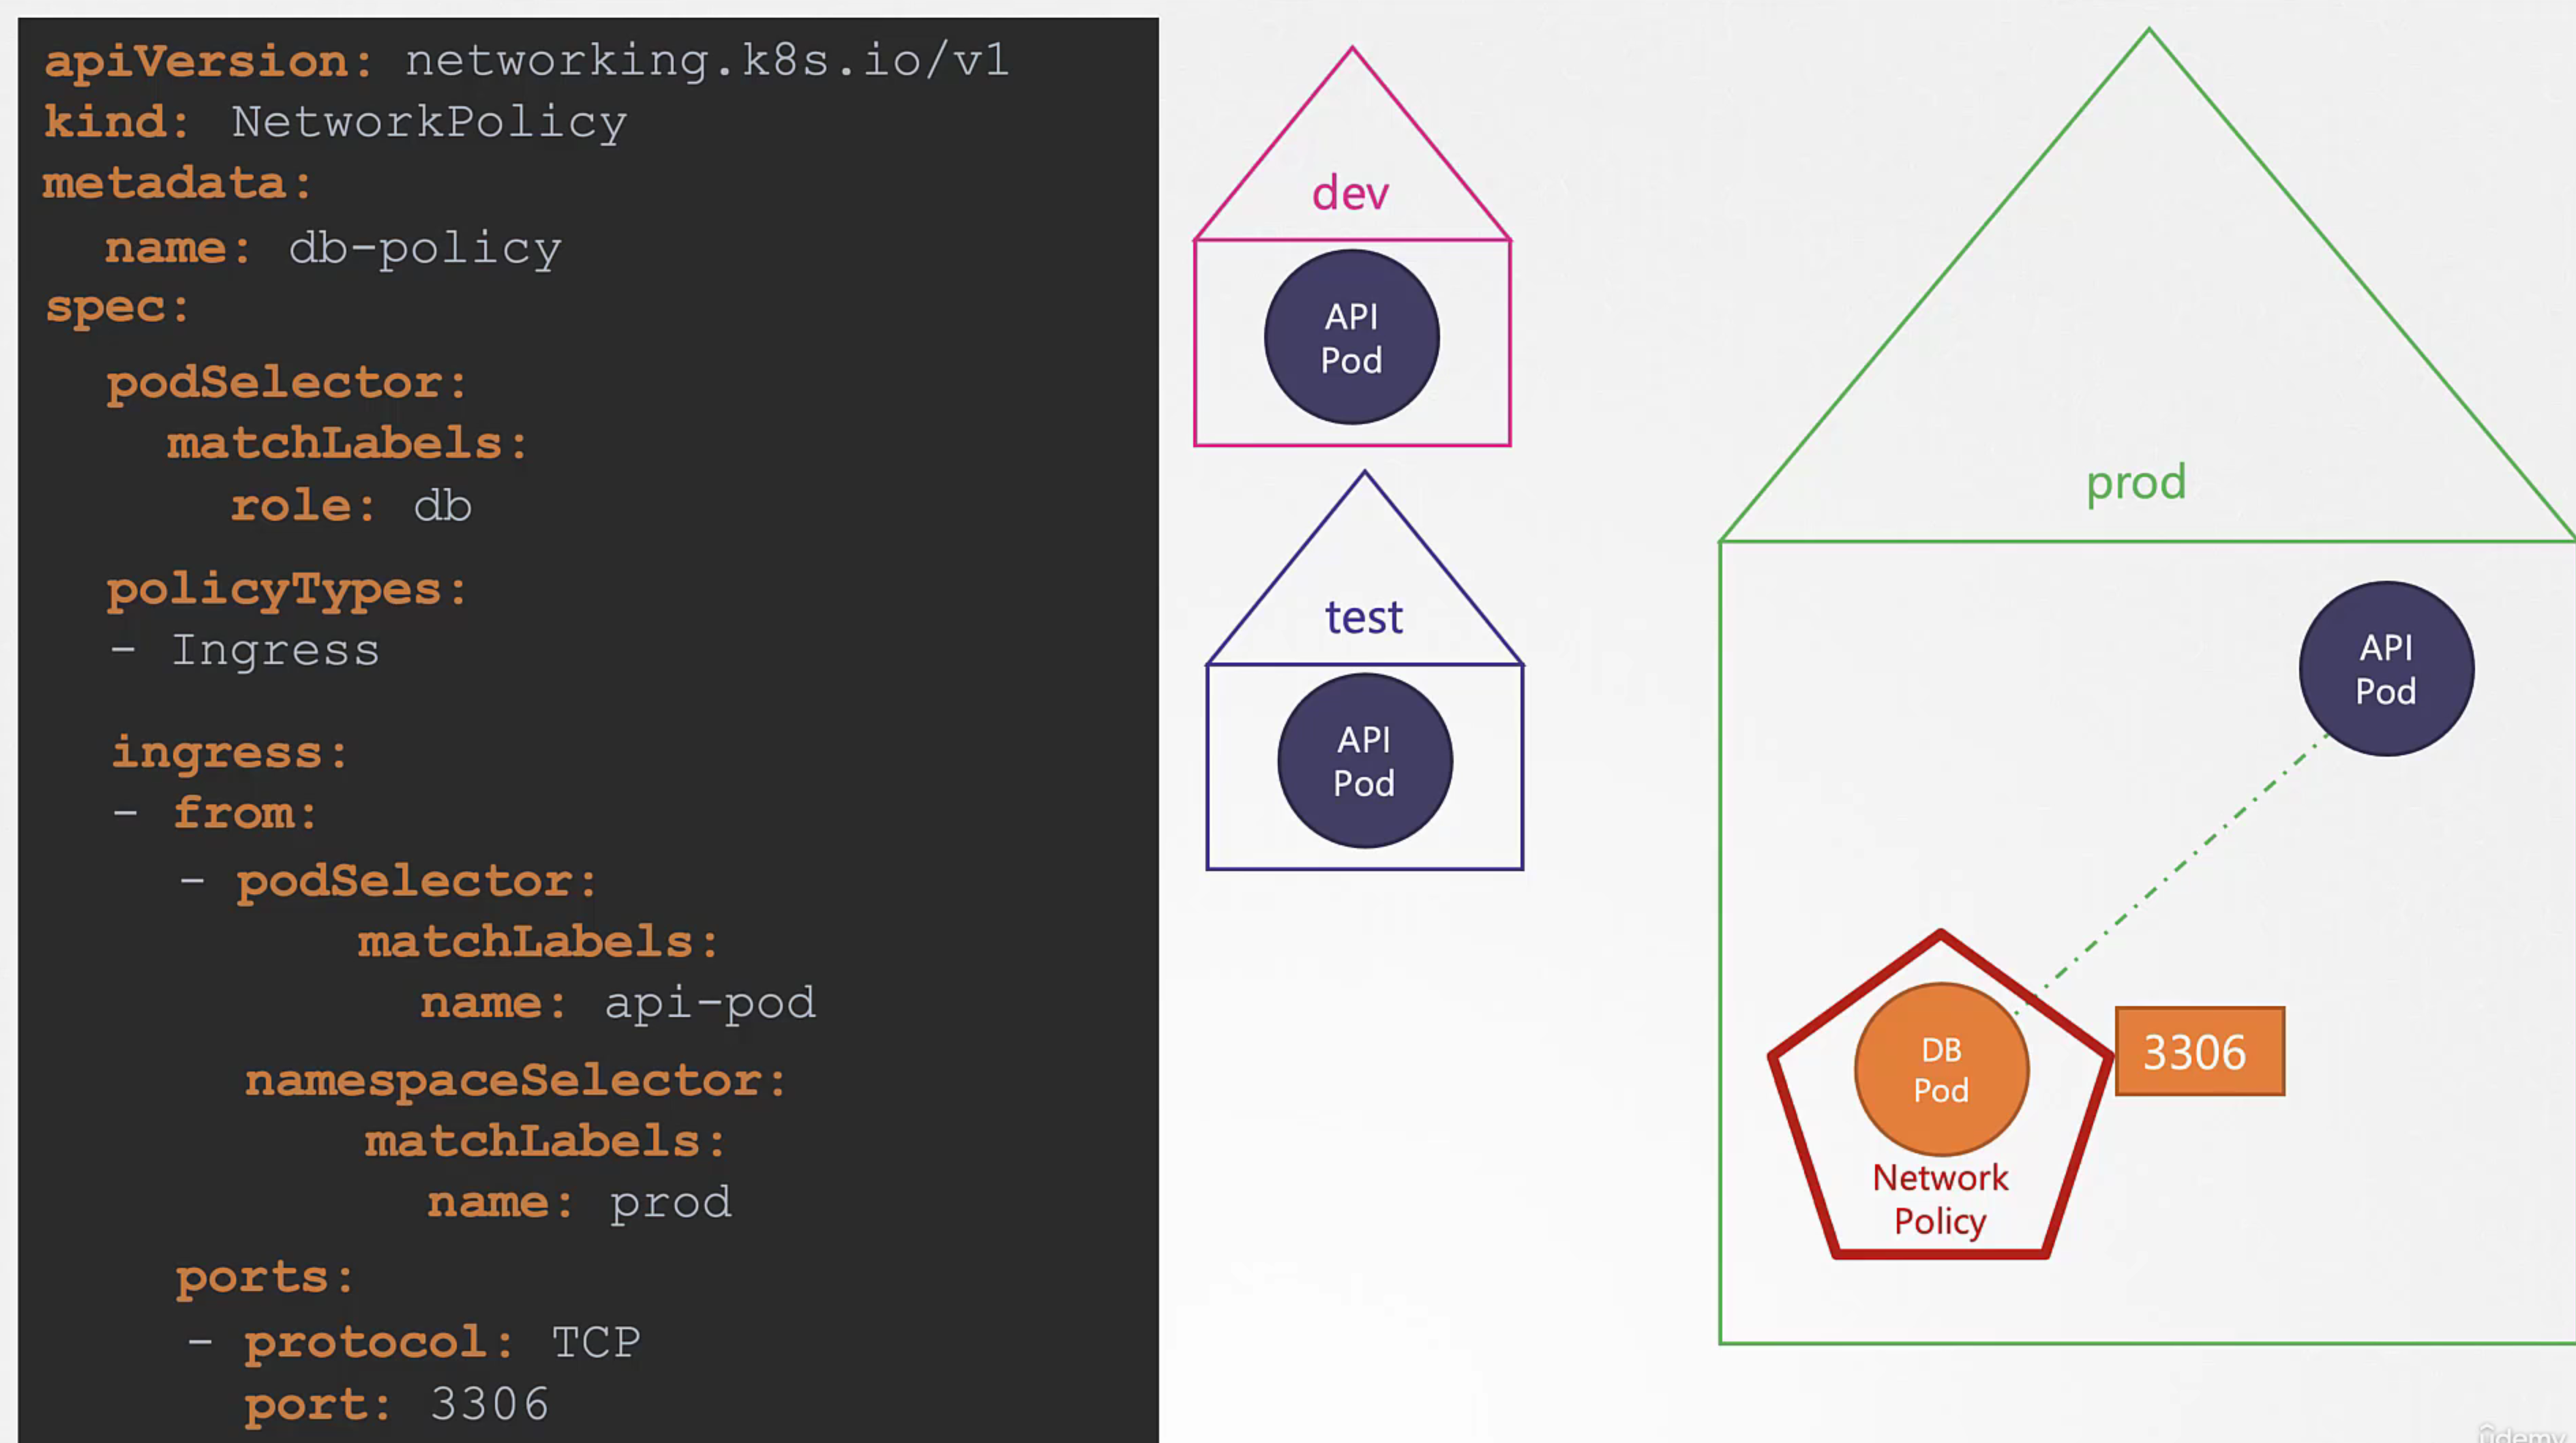 apiVersion: networking.k8s.io/v1
kind: NetworkPolicy
metadata:
  name: db-policy
spec:
  podSelector:
    matchLabels:
      role: db
  policyTypes:
  - Ingress
  ingress:
  - from:
    - podSelector:
        matchLabels:
          name: api-pod
      namespaceSelector:
        matchLabels:
          name: prod
    ports:
    - protocol: TCP
      port: 3306
dev
API
Pod
test
API
Pod
prod
API
Pod
DB
Pod
3306
Network
Policy
ûdemy